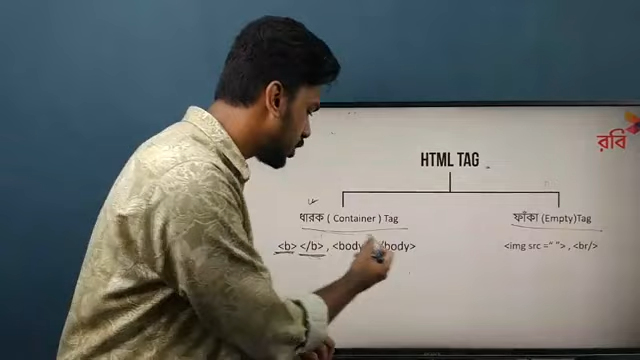 রবি
HTML TAG
ধারক ( Container ) Tag
ফাঁকা (Empty)Tag
<b> </b> , <body /body>
<img src =“ ”> , <br/>